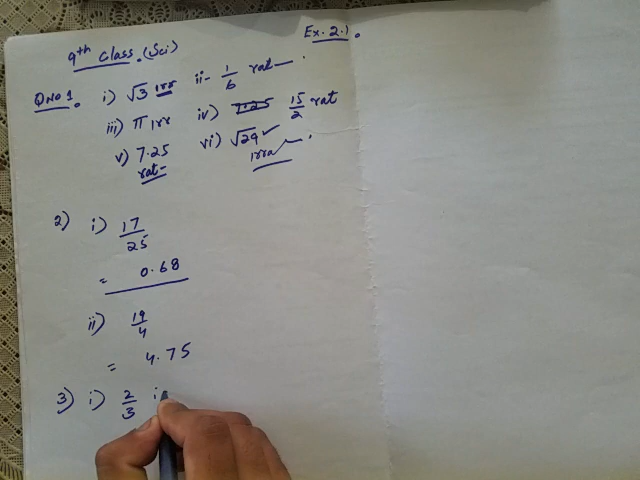 Ex. 2.1.
9th class. (Sci)
Q NO 1. i) √3 irr ii- 1/6 rat
iii) π irr iv) 15/2 rat
v) 7.25 rat- vi) √29 ✓ irra
2) i) 17/25
= 0.68
ii) 19/4
= 4.75
3) i) 2/3